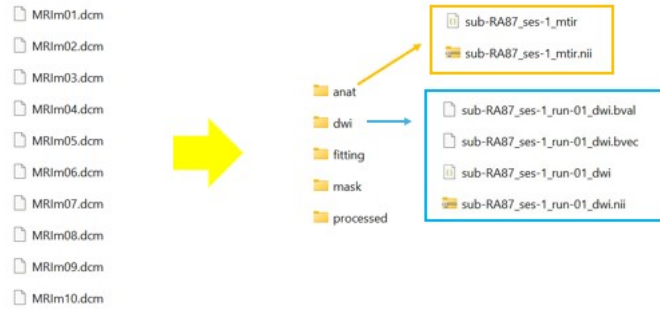 MRIm01.dcm
MRIm02.dcm
MRIm03.dcm
MRIm04.dcm
MRIm05.dcm
MRIm06.dcm
MRIm07.dcm
MRIm08.dcm
MRIm09.dcm
MRIm10.dcm
anat
dwi
fitting
mask
processed
sub-RA87_ses-1_mtir
sub-RA87_ses-1_mtir.nii
sub-RA87_ses-1_run-01_dwi.bval
sub-RA87_ses-1_run-01_dwi.bvec
sub-RA87_ses-1_run-01_dwi
sub-RA87_ses-1_run-01_dwi.nii